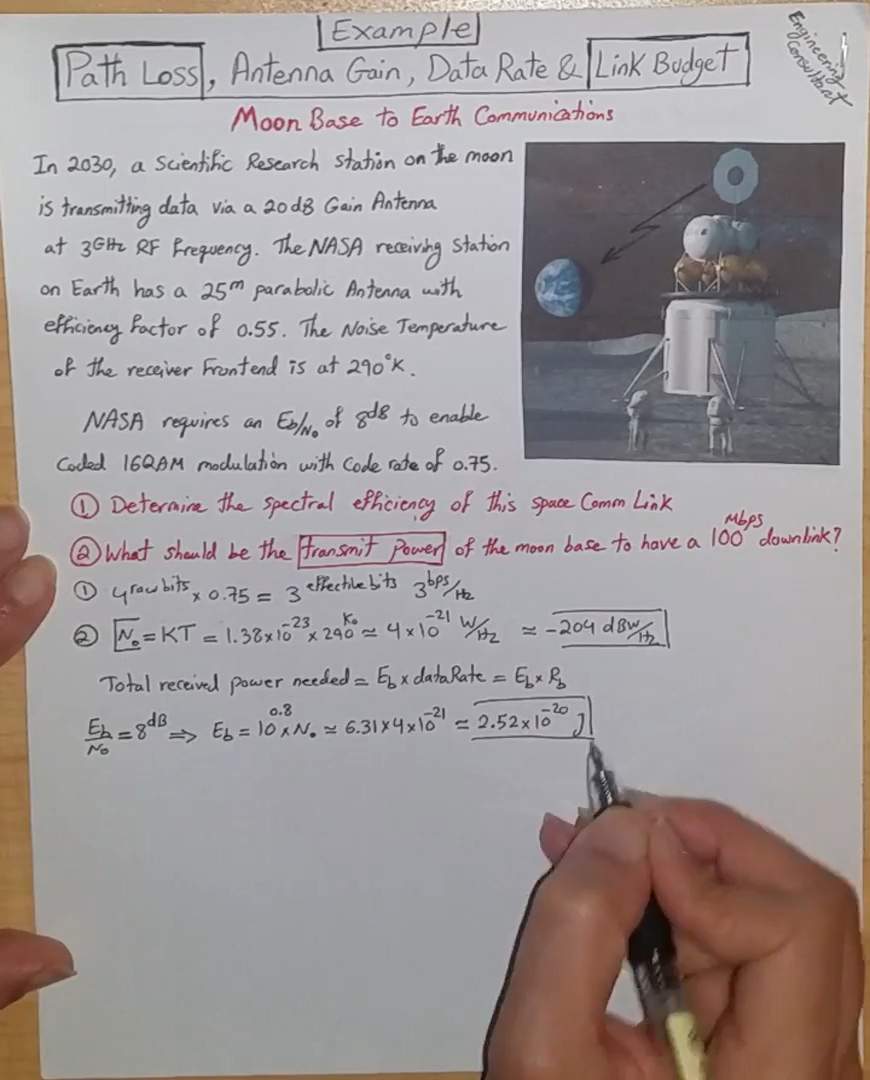 Example
Path Loss, Antenna Gain, Data Rate & Link Budget
Engineering
Consultant
Moon Base to Earth Communications
In 2030, a Scientific Research Station on the moon
is transmitting data via a 20dB Gain Antenna
at 3GHz RF Frequency. The NASA receiving Station
on Earth has a 25m parabolic Antenna with
efficiency factor of 0.55. The Noise Temperature
of the receiver Frontend is at 290°K.
NASA requires an Eb/No of 8dB to enable
Coded 16QAM modulation with Code rate of 0.75.
① Determine the spectral efficiency of this space Comm Link
② What should be the transmit Power of the moon base to have a 100 Mbps downlink?
① 4 raw bits x 0.75 = 3 effective bits 3 bps/Hz
② No = KT = 1.38x10^-23 x 290 K° ≃ 4x10^-21 W/Hz ≃ -204 dBW/Hz
Total received power needed = Eb x data Rate = Eb x Rb
Eb/No = 8dB ⇒ Eb = 10^0.8 x No ≃ 6.31x4x10^-21 ≃ 2.52x10^-20 J